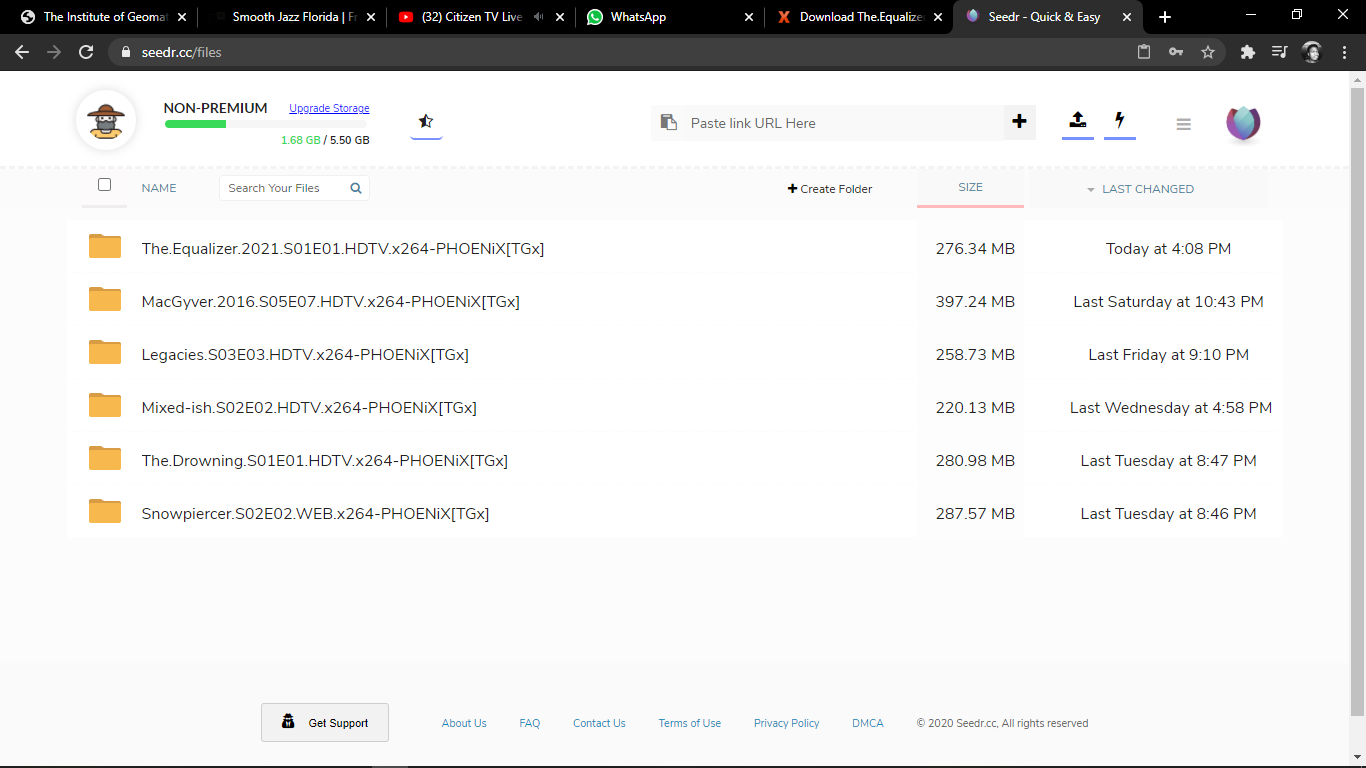 The Institute of Geomat
Smooth Jazz Florida | Fr
(32) Citizen TV Live
WhatsApp
Download The.Equalize
Seedr - Quick & Easy
seedr.cc/files
NON-PREMIUM Upgrade Storage
1.68 GB / 5.50 GB
Paste link URL Here
NAME
Search Your Files
Create Folder
SIZE
LAST CHANGED
The.Equalizer.2021.S01E01.HDTV.x264-PHOENiX[TGx] 276.34 MB Today at 4:08 PM
MacGyver.2016.S05E07.HDTV.x264-PHOENiX[TGx] 397.24 MB Last Saturday at 10:43 PM
Legacies.S03E03.HDTV.x264-PHOENiX[TGx] 258.73 MB Last Friday at 9:10 PM
Mixed-ish.S02E02.HDTV.x264-PHOENiX[TGx] 220.13 MB Last Wednesday at 4:58 PM
The.Drowning.S01E01.HDTV.x264-PHOENiX[TGx] 280.98 MB Last Tuesday at 8:47 PM
Snowpiercer.S02E02.WEB.x264-PHOENiX[TGx] 287.57 MB Last Tuesday at 8:46 PM
Get Support
About Us FAQ Contact Us Terms of Use Privacy Policy DMCA © 2020 Seedr.cc, All rights reserved